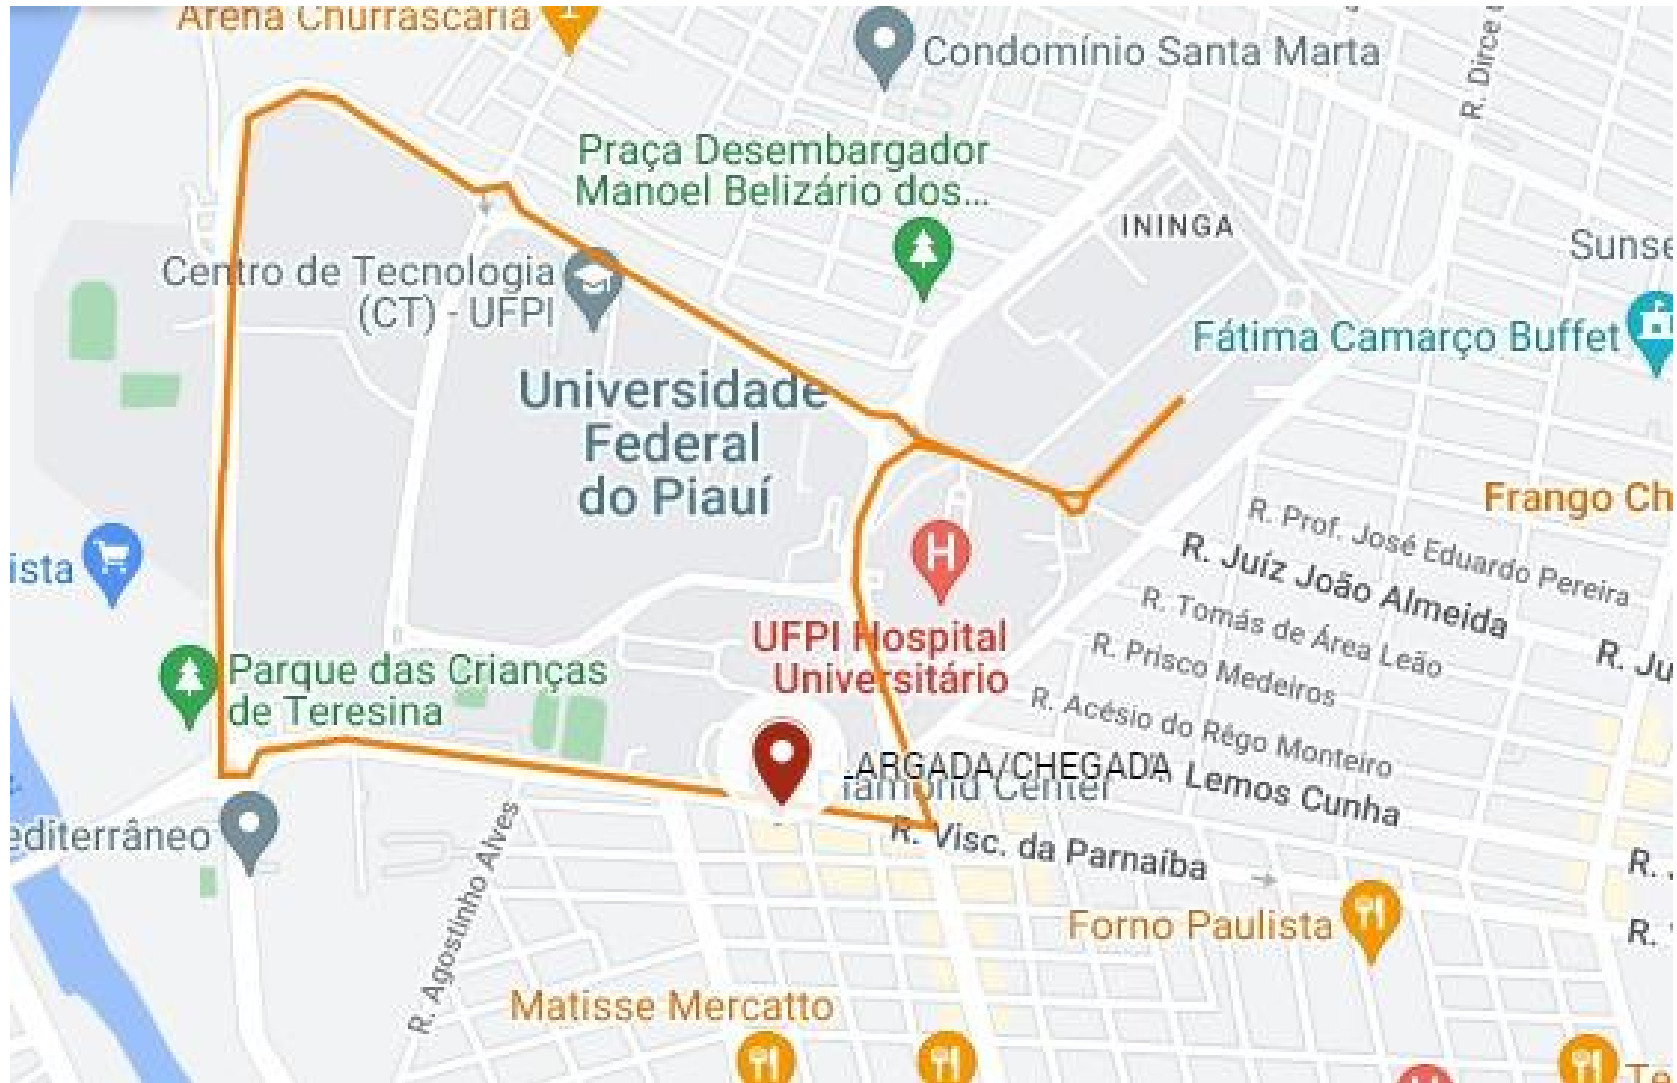 Arena Churrascaria
Condomínio Santa Marta
R. Dirce
Praça Desembargador
Manoel Belizário dos...
ININGA
Centro de Tecnologia
(CT) - UFPI
Fátima Camarço Buffet
Universidade
Federal
do Piauí
Frango
R. Prof. José Eduardo Pereira
R. Juíz João Almeida
R. Tomás de Área Leão
R. Prisco Medeiros
R. Acésio do Rêgo Monteiro
H
UFPI Hospital
Universitário
Parque das Crianças
de Teresina
LARGADA/CHEGADA
Lemos Cunha
Center
R. Visc. da Parnaíba
R. Agostinho Alves
Forno Paulista
Matisse Mercatto